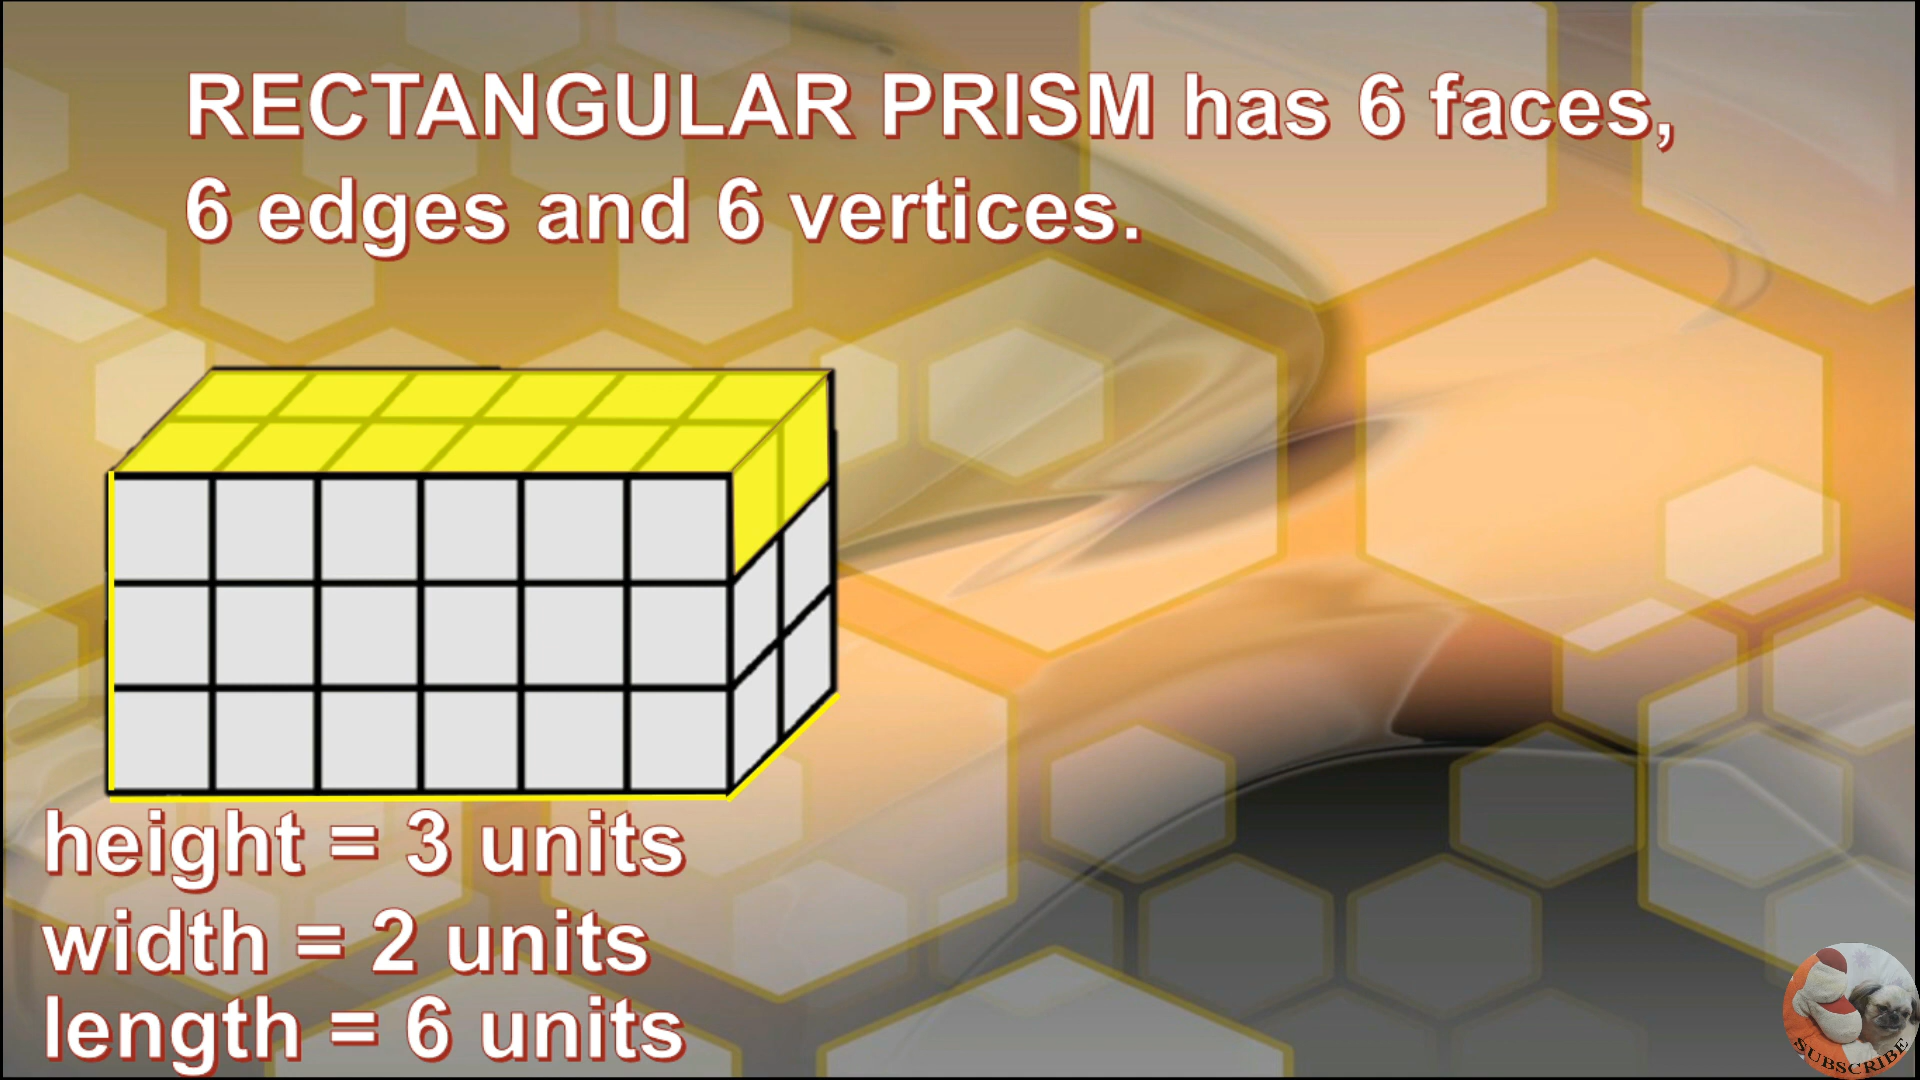 RECTANGULAR PRISM has 6 faces,
6 edges and 6 vertices.
height = 3 units
width = 2 units
length = 6 units
SUBSCRIBE